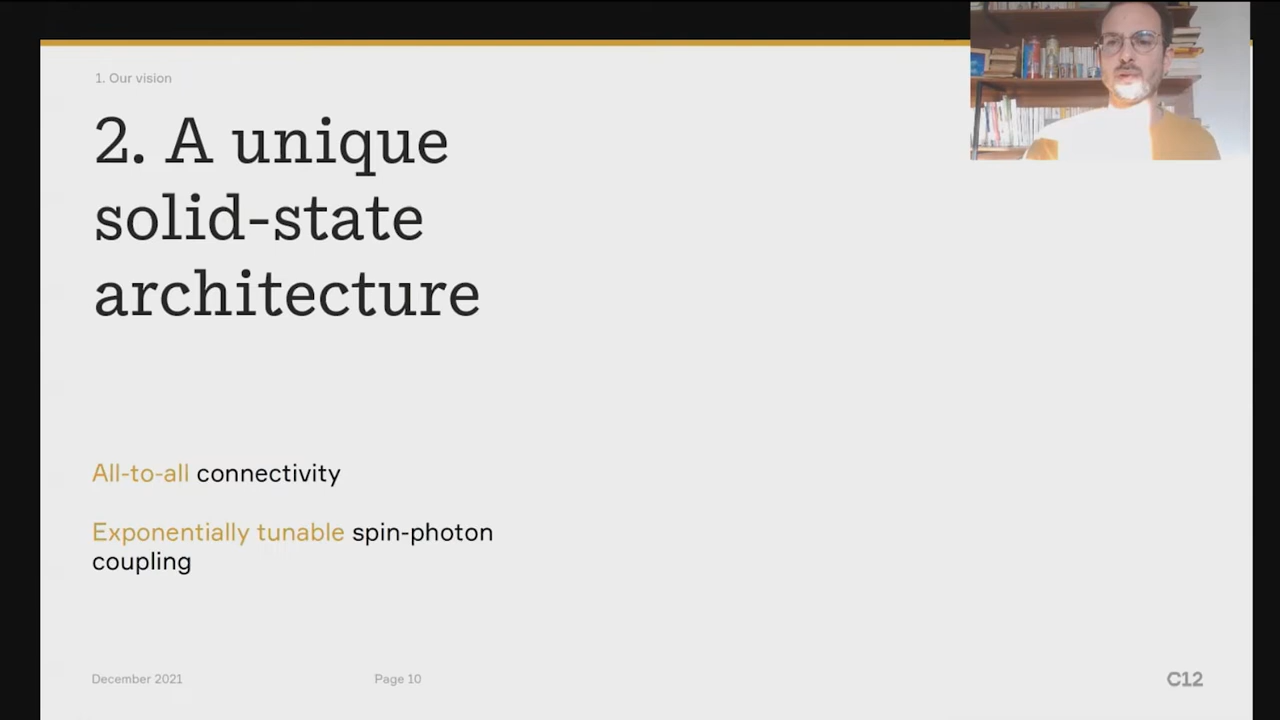 1. Our vision
2. A unique
solid-state
architecture
All-to-all connectivity
Exponentially tunable spin-photon
coupling
December 2021
Page 10
C12